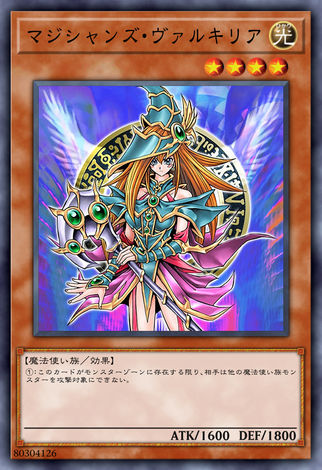 マジシャンズ・ヴァルキリア
光
【魔法使い族／効果】
①:このカードがモンスターゾーンに存在する限り、相手は他の魔法使い族モン
スターを攻撃対象にできない。
ATK/1600 DEF/1800
80304126